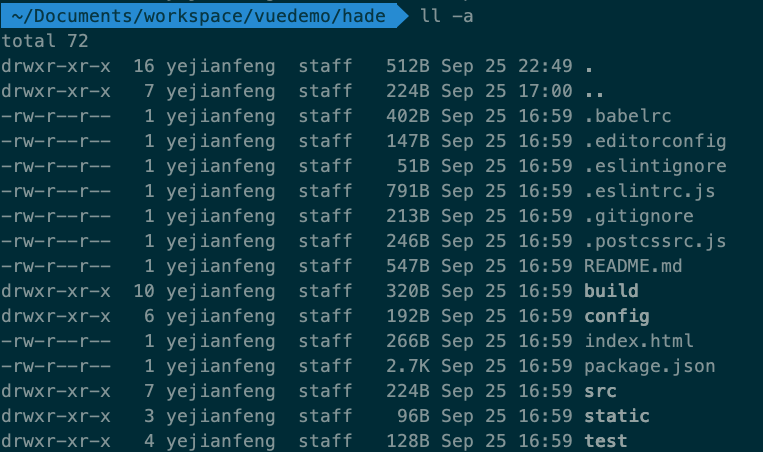 ~/Documents/workspace/vuedemo/hade ll -a
total 72
drwxr-xr-x 16 yejianfeng staff 512B Sep 25 22:49 .
drwxr-xr-x 7 yejianfeng staff 224B Sep 25 17:00 ..
-rw-r--r-- 1 yejianfeng staff 402B Sep 25 16:59 .babelrc
-rw-r--r-- 1 yejianfeng staff 147B Sep 25 16:59 .editorconfig
-rw-r--r-- 1 yejianfeng staff 51B Sep 25 16:59 .eslintignore
-rw-r--r-- 1 yejianfeng staff 791B Sep 25 16:59 .eslintrc.js
-rw-r--r-- 1 yejianfeng staff 213B Sep 25 16:59 .gitignore
-rw-r--r-- 1 yejianfeng staff 246B Sep 25 16:59 .postcssrc.js
-rw-r--r-- 1 yejianfeng staff 547B Sep 25 16:59 README.md
drwxr-xr-x 10 yejianfeng staff 320B Sep 25 16:59 build
drwxr-xr-x 6 yejianfeng staff 192B Sep 25 16:59 config
-rw-r--r-- 1 yejianfeng staff 266B Sep 25 16:59 index.html
-rw-r--r-- 1 yejianfeng staff 2.7K Sep 25 16:59 package.json
drwxr-xr-x 7 yejianfeng staff 224B Sep 25 16:59 src
drwxr-xr-x 3 yejianfeng staff 96B Sep 25 16:59 static
drwxr-xr-x 4 yejianfeng staff 128B Sep 25 16:59 test